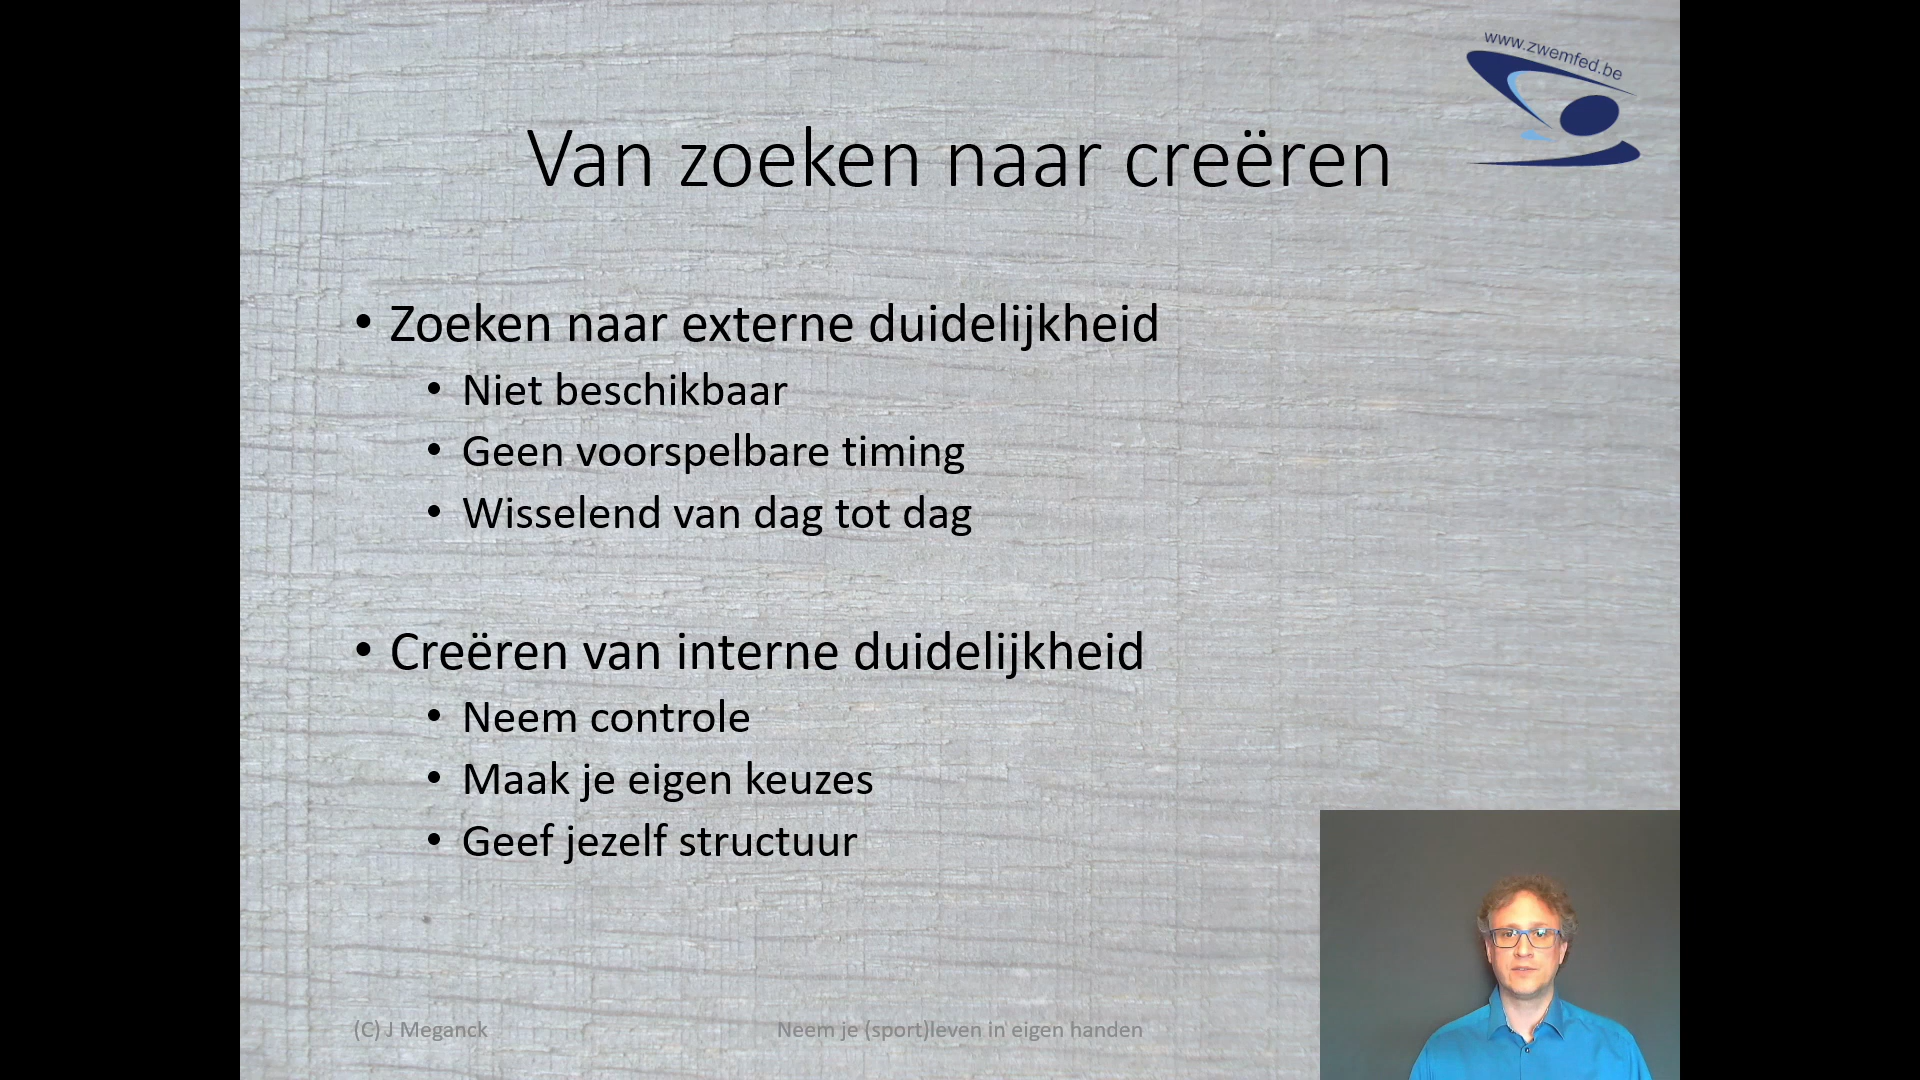 www.zwemfed.be
Van zoeken naar creëren
• Zoeken naar externe duidelijkheid
• Niet beschikbaar
• Geen voorspelbare timing
• Wisselend van dag tot dag
• Creëren van interne duidelijkheid
• Neem controle
• Maak je eigen keuzes
• Geef jezelf structuur
(C) J Meganck
Neem je (sport)leven in eigen handen